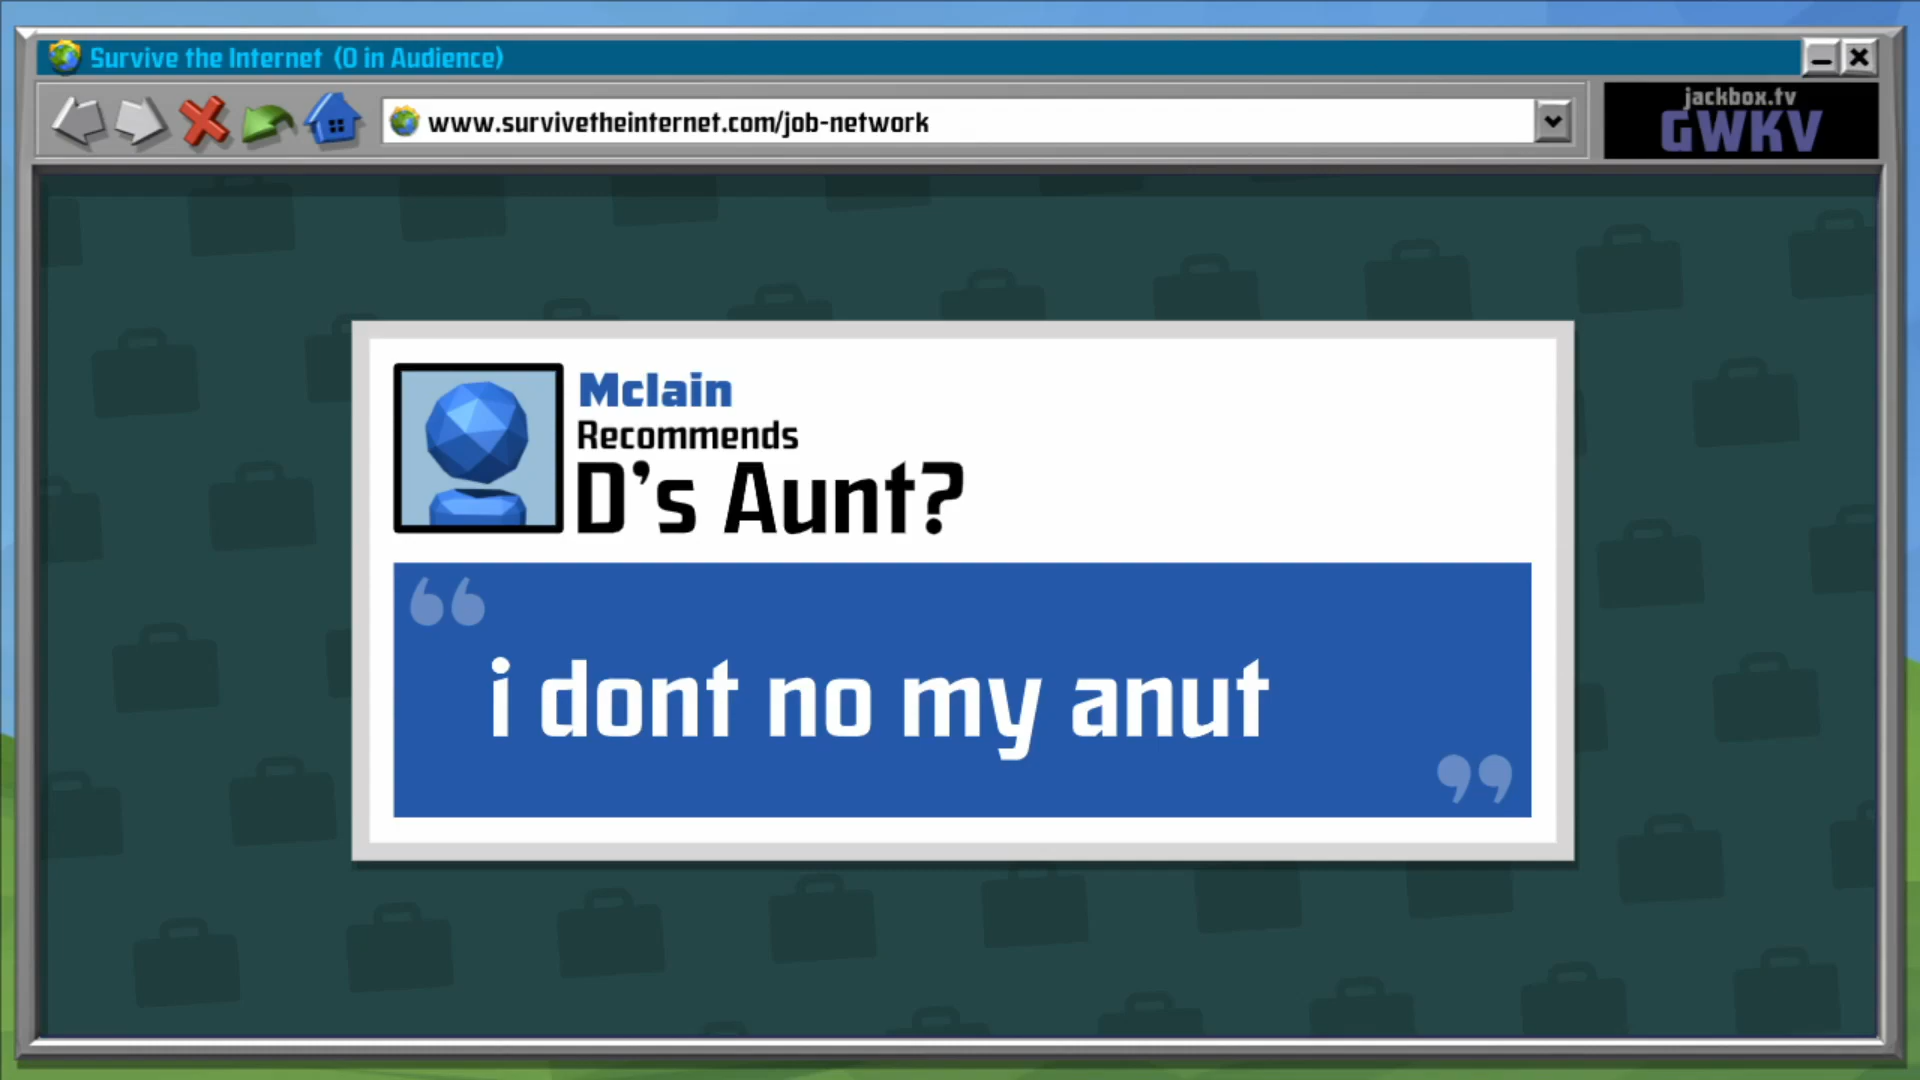 Survive the Internet (0 in Audience)
www.survivetheinternet.com/job-network
jackbox.tv
GWKV
Mclain
Recommends
D's Aunt?
“
i dont no my anut
”